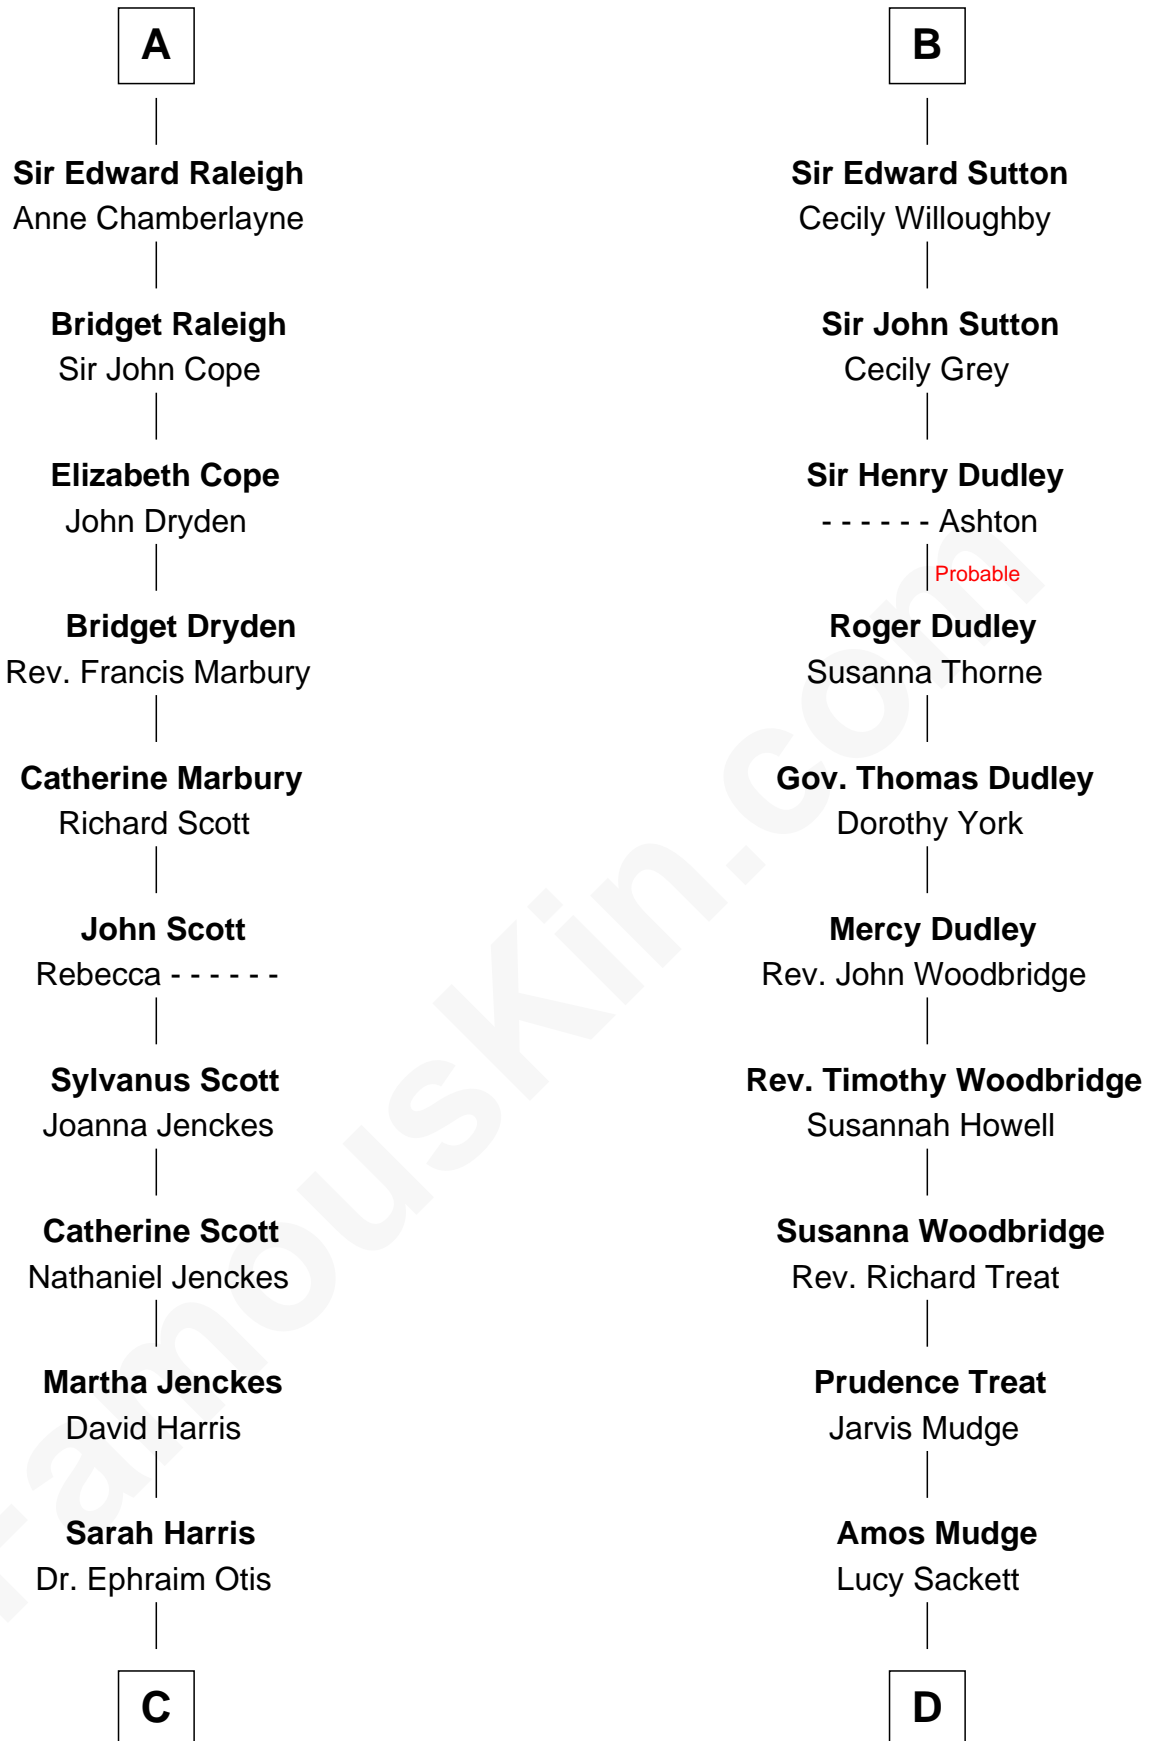 A
Sir Edward Raleigh
Anne Chamberlayne
Bridget Raleigh
Sir John Cope
Elizabeth Cope
John Dryden
Bridget Dryden
Rev. Francis Marbury
Catherine Marbury
Richard Scott
John Scott
Rebecca - - - - - -
Sylvanus Scott
Joanna Jenckes
Catherine Scott
Nathaniel Jenckes
Martha Jenckes
David Harris
Sarah Harris
Dr. Ephraim Otis
C
B
Sir Edward Sutton
Cecily Willoughby
Sir John Sutton
Cecily Grey
Sir Henry Dudley
- - - - - - Ashton
Probable
Roger Dudley
Susanna Thorne
Gov. Thomas Dudley
Dorothy York
Mercy Dudley
Rev. John Woodbridge
Rev. Timothy Woodbridge
Susannah Howell
Susanna Woodbridge
Rev. Richard Treat
Prudence Treat
Jarvis Mudge
Amos Mudge
Lucy Sackett
D
FamousKin.com